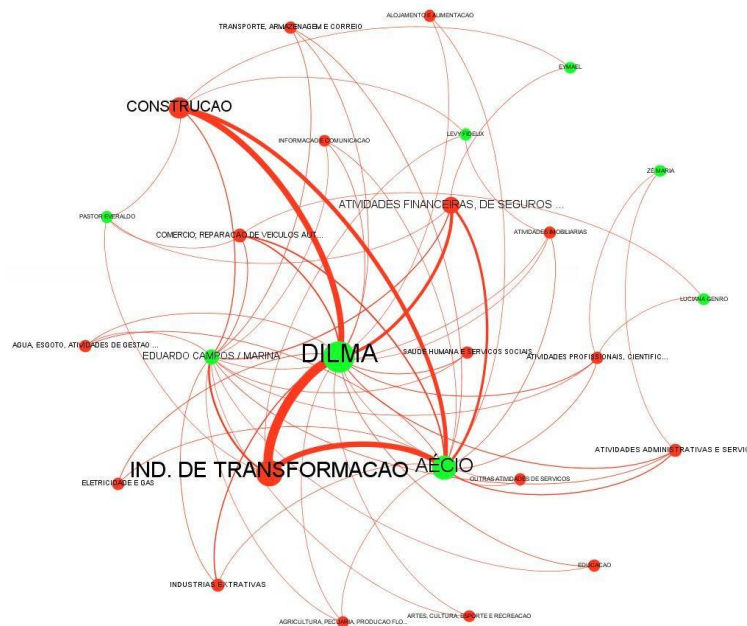 ALOJAMENTO E ALIMENTACAO
TRANSPORTE, ARMAZENAGEM E CORREIO
EYMAEL
CONSTRUCAO
LEVY FIDELIX
INFORMACAO E COMUNICACAO
ZÉ MARIA
ATIVIDADES FINANCEIRAS, DE SEGUROS ...
PASTOR EVERALDO
COMERCIO; REPARACAO DE VEICULOS AUT...
ATIVIDADES IMOBILIARIAS
LUCIANA GENRO
AGUA, ESGOTO, ATIVIDADES DE GESTAO ...
EDUARDO CAMPOS / MARINA
DILMA
SAUDE HUMANA E SERVICOS SOCIAIS
ATIVIDADES PROFISSIONAIS, CIENTIFIC...
ATIVIDADES ADMINISTRATIVAS E SERVIC
IND. DE TRANSFORMACAO
AÉCIO
OUTRAS ATIVIDADES DE SERVICOS
ELETRICIDADE E GAS
EDUCACAO
INDUSTRIAS EXTRATIVAS
ARTES, CULTURA, ESPORTE E RECREACAO
AGRICULTURA, PECUARIA, PRODUCAO FLO...